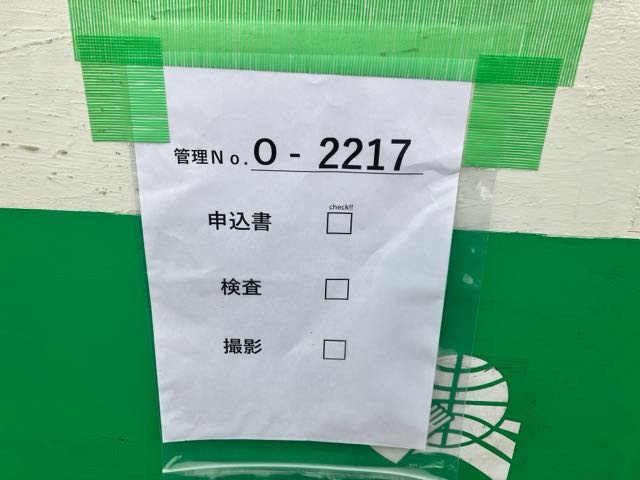 管理No. O - 2217
check!!
申込書 □
検査 □
撮影 □